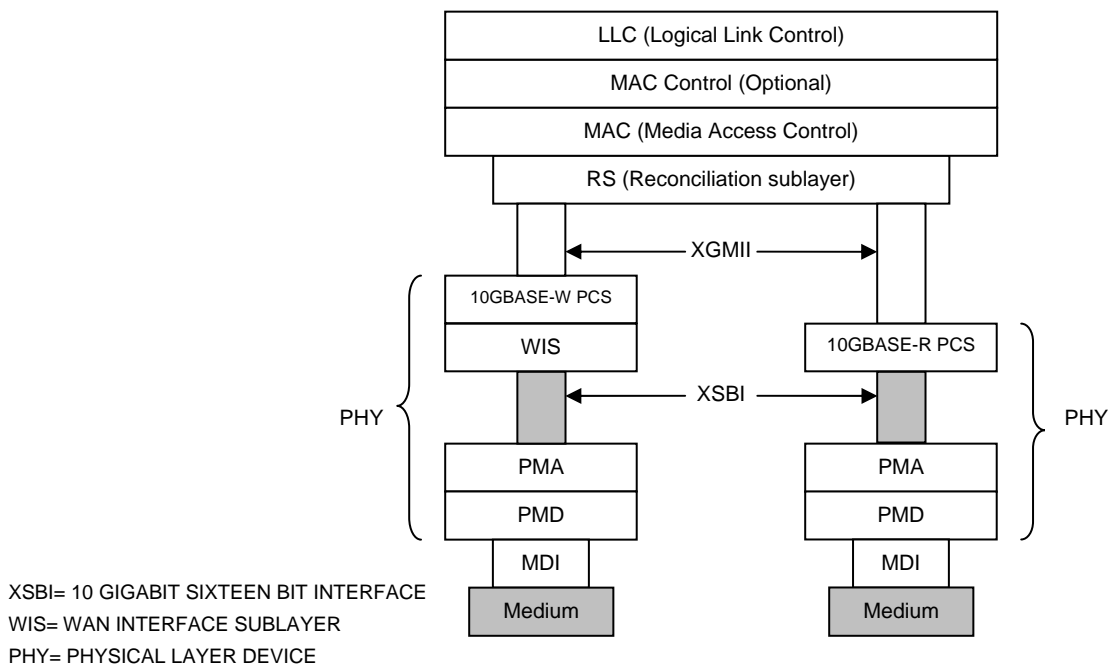 LLC (Logical Link Control)
MAC Control (Optional)
MAC (Media Access Control)
RS (Reconciliation sublayer)
XGMII
10GBASE-W PCS
WIS
10GBASE-R PCS
XSBI
PHY
PHY
PMA
PMA
PMD
PMD
MDI
MDI
XSBI= 10 GIGABIT SIXTEEN BIT INTERFACE
Medium
Medium
WIS= WAN INTERFACE SUBLAYER
PHY= PHYSICAL LAYER DEVICE